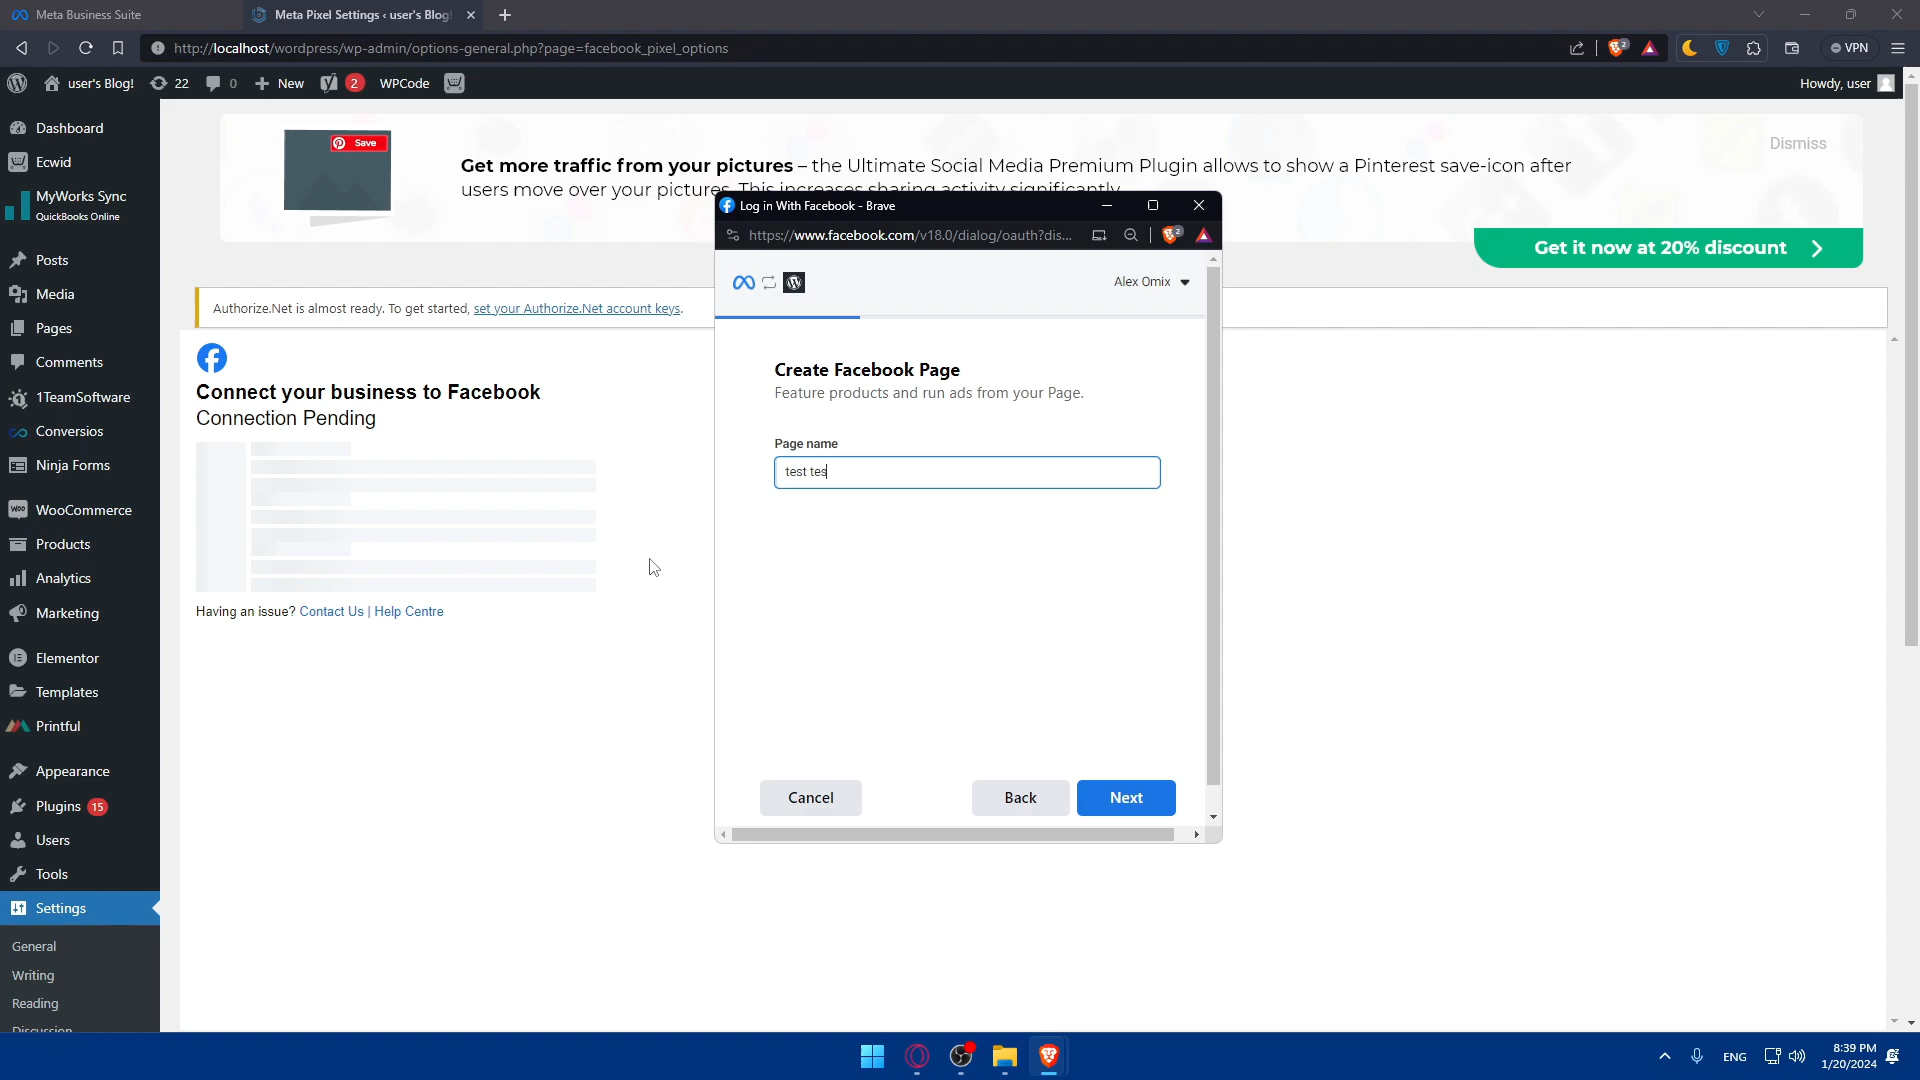 Meta Business Suite
Meta Pixel Settings ‹ user's Blog!
http://localhost/wordpress/wp-admin/options-general.php?page=facebook_pixel_options
2
VPN
user's Blog!
22
0
New
2
WPCode
Howdy, user
Dashboard
Ecwid
MyWorks Sync
QuickBooks Online
Posts
Media
Pages
Comments
1TeamSoftware
Conversios
Ninja Forms
WooCommerce
Products
Analytics
Marketing
Elementor
Templates
Printful
Appearance
Plugins 15
Users
Tools
Settings
General
Writing
Reading
Discussion
Save
Get more traffic from your pictures – the Ultimate Social Media Premium Plugin allows to show a Pinterest save-icon after
users move over your pictures. This increases sharing activity significantly.
Dismiss
Get it now at 20% discount
Authorize.Net is almost ready. To get started, set your Authorize.Net account keys.
Connect your business to Facebook
Connection Pending
Having an issue? Contact Us | Help Centre
Log in With Facebook - Brave
https://www.facebook.com/v18.0/dialog/oauth?dis...
2
Alex Omix
Create Facebook Page
Feature products and run ads from your Page.
Page name
test tes
Cancel
Back
Next
ENG
8:39 PM
1/20/2024